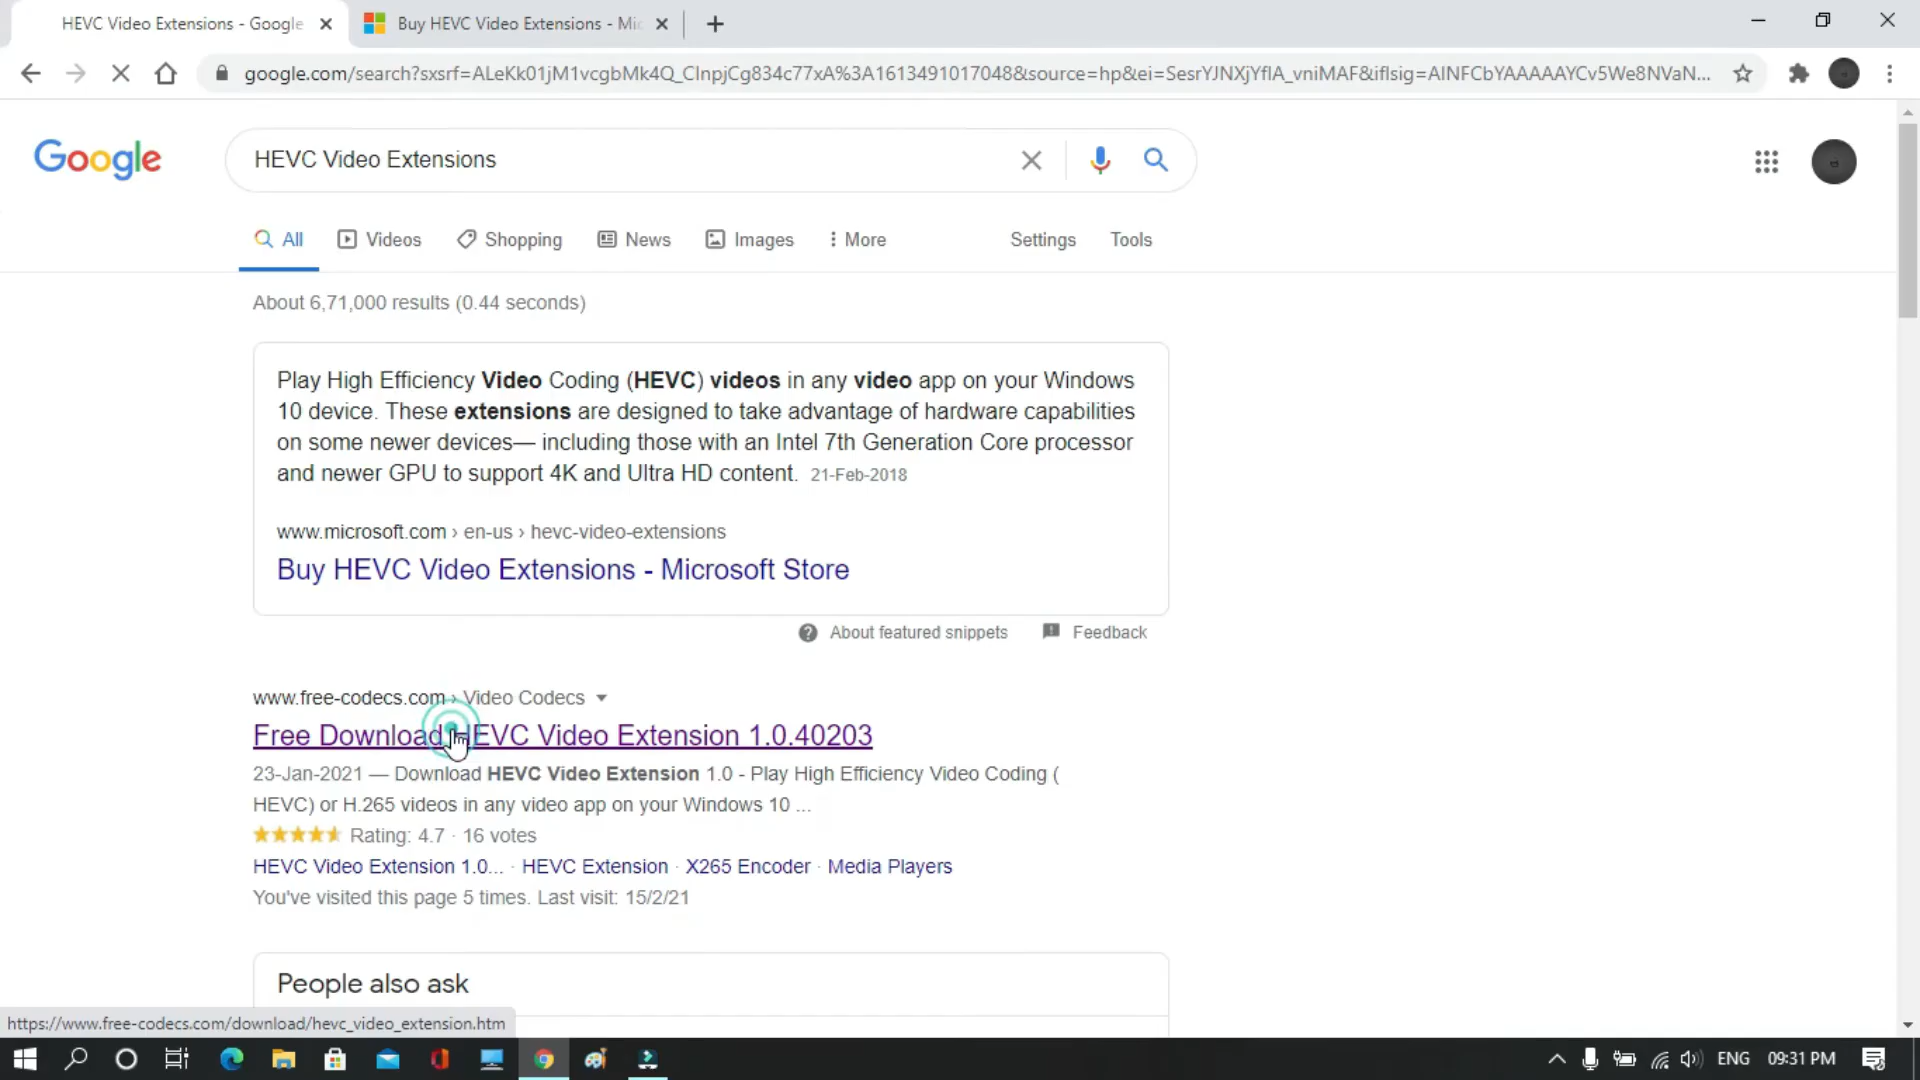 HEVC Video Extensions - Google
Buy HEVC Video Extensions - Mic
google.com/search?sxsrf=ALeKk01jM1vcgbMk4Q_ClnpjCg834c77xA%3A1613491017048&source=hp&ei=SesrYJNXjYflA_vniMAF&iflsig=AINFCbYAAAAAYCv5We8NVaN...
Google
HEVC Video Extensions
All
Videos
Shopping
News
Images
More
Settings
Tools
About 6,71,000 results (0.44 seconds)
Play High Efficiency Video Coding (HEVC) videos in any video app on your Windows
10 device. These extensions are designed to take advantage of hardware capabilities
on some newer devices— including those with an Intel 7th Generation Core processor
and newer GPU to support 4K and Ultra HD content. 21-Feb-2018
www.microsoft.com › en-us › hevc-video-extensions
Buy HEVC Video Extensions - Microsoft Store
About featured snippets
Feedback
www.free-codecs.com › Video Codecs
Free Download HEVC Video Extension 1.0.40203
23-Jan-2021 — Download HEVC Video Extension 1.0 - Play High Efficiency Video Coding (
HEVC) or H.265 videos in any video app on your Windows 10 ...
Rating: 4.7 · 16 votes
HEVC Video Extension 1.0... · HEVC Extension · X265 Encoder · Media Players
You've visited this page 5 times. Last visit: 15/2/21
People also ask
https://www.free-codecs.com/download/hevc_video_extension.htm
ENG
09:31 PM